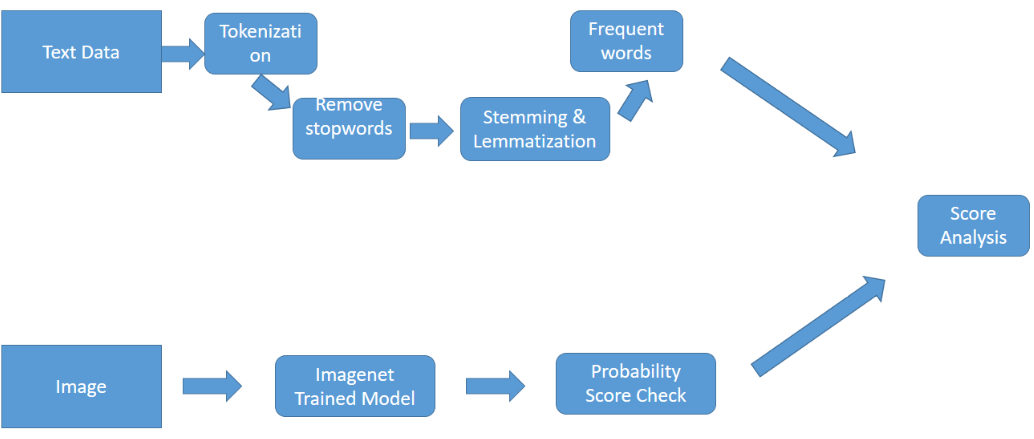 Text Data
Tokenizati
on
Remove
stopwords
Stemming &
Lemmatization
Frequent
words
Score
Analysis
Image
Imagenet
Trained Model
Probability
Score Check